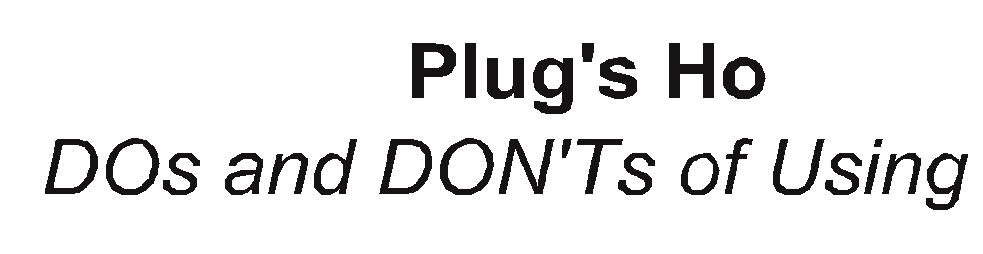 Plug's Ho
DOs and DON'Ts of Using